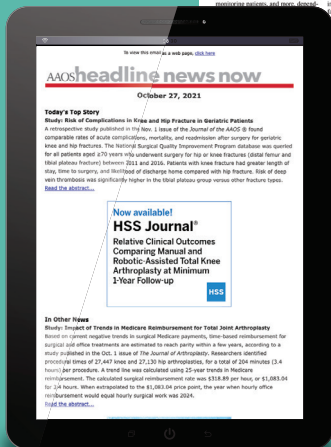 monitoring patients, and more, depend-
To view this email as a web page, click here
AAOS headline news now
October 27, 2021
Today's Top Story
Study: Risk of Complications in Knee and Hip Fracture in Geriatric Patients
A retrospective study published in the Nov. 1 issue of the Journal of the AAOS ® found
comparable rates of acute complications, mortality, and readmission after surgery for geriatric
knee and hip fractures. The National Surgical Quality Improvement Program database was queried
for all patients aged ≥70 years who underwent surgery for hip or knee fractures (distal femur and
tibial plateau fracture) between 2011 and 2016. Patients with knee fracture had greater length of
stay, time to surgery, and likelihood of discharge home compared with hip fracture. Risk of deep
vein thrombosis was significantly higher in the tibial plateau group versus other fracture types.
Read the abstract...
Now available!
HSS Journal®
Relative Clinical Outcomes
Comparing Manual and
Robotic-Assisted Total Knee
Arthroplasty at Minimum
1-Year Follow-up
HSS
In Other News
Study: Impact of Trends in Medicare Reimbursement for Total Joint Arthroplasty
Based on current negative trends in surgical Medicare payments, time-based reimbursement for
surgical and office treatments are estimated to reach parity within a few years, according to a
study published in the Oct. 1 issue of The Journal of Arthroplasty. Researchers identified
procedural times of 27,447 knee and 27,130 hip arthroplasties, for a total of 204 minutes (3.4
hours) per procedure. A trend line was calculated using 25-year trends in Medicare
reimbursement. The calculated surgical reimbursement rate was $318.89 per hour, or $1,083.04
for 3.4 hours. When extrapolated to the $1,083.04 price point, the year when hourly office
reimbursement would equal hourly surgical work was 2024.
Read the abstract...